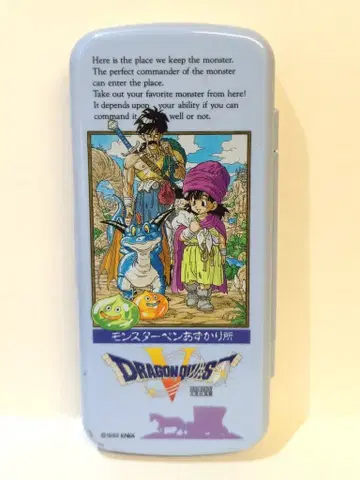 Here is the place we keep the monster.
The perfect commander of the monster
can enter the place.
Take out your favorite monster from here!
It depends upon your ability if you can
command it well or not.
モンスターペンあずかり所
DRAGON QUEST
V
ENIX